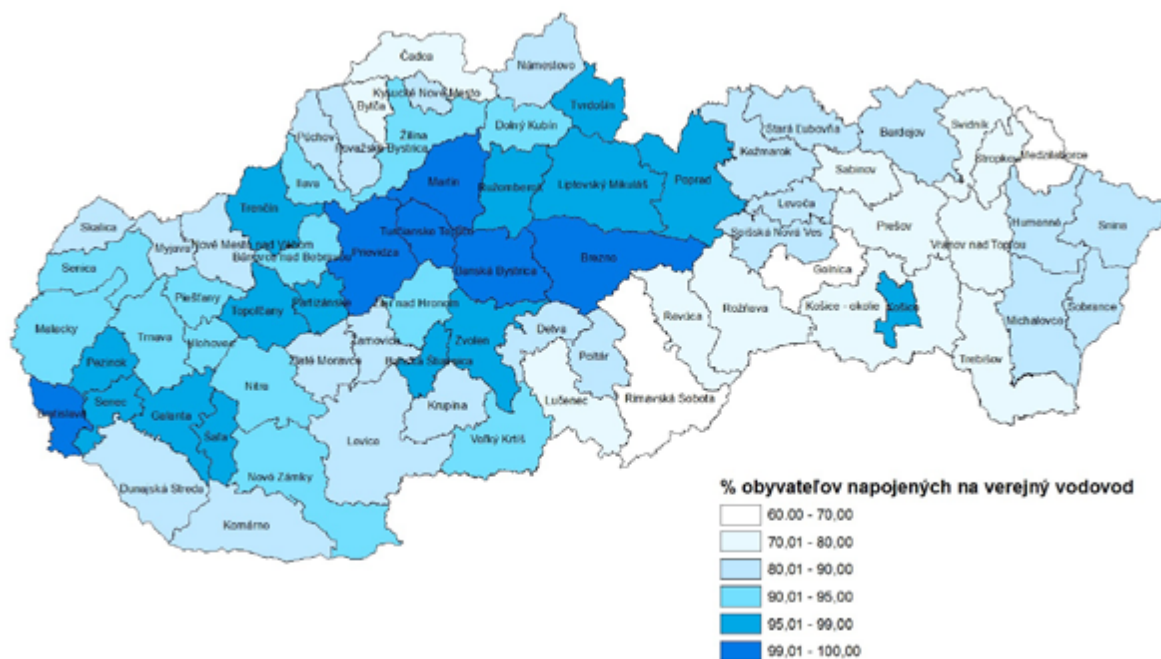 Čadca
Námestovo
Kysucké Nové Mesto
Bytča
Tvrdošín
Púchov
Dolný Kubín
Žilina
Považská Bystrica
Stará Ľubovňa
Bardejov
Svidník
Stropkov
Medzilaborce
Kežmarok
Ilava
Martin
Ružomberok
Liptovský Mikuláš
Poprad
Sabinov
Trenčín
Levoča
Humenné
Snina
Skalica
Turčianske Teplice
Spišská Nová Ves
Prešov
Myjava
Nové Mesto nad Váhom
Vranov nad Topľou
Bánovce nad Bebravou
Prievidza
Banská Bystrica
Brezno
Gelnica
Senica
Piešťany
Topoľčany
Partizánske
Žiar nad Hronom
Revúca
Rožňava
Košice - okolie
Košice
Sobrance
Michalovce
Malacky
Trnava
Hlohovec
Zvolen
Detva
Žarnovica
Zlaté Moravce
Banská Štiavnica
Poltár
Trebišov
Pezinok
Nitra
Senec
Galanta
Šaľa
Krupina
Lučenec
Rimavská Sobota
Bratislava
Levice
Veľký Krtíš
Nové Zámky
Dunajská Streda
Komárno
% obyvateľov napojených na verejný vodovod
60.00 - 70,00
70,01 - 80,00
80,01 - 90,00
90,01 - 95,00
95,01 - 99,00
99,01 - 100,00